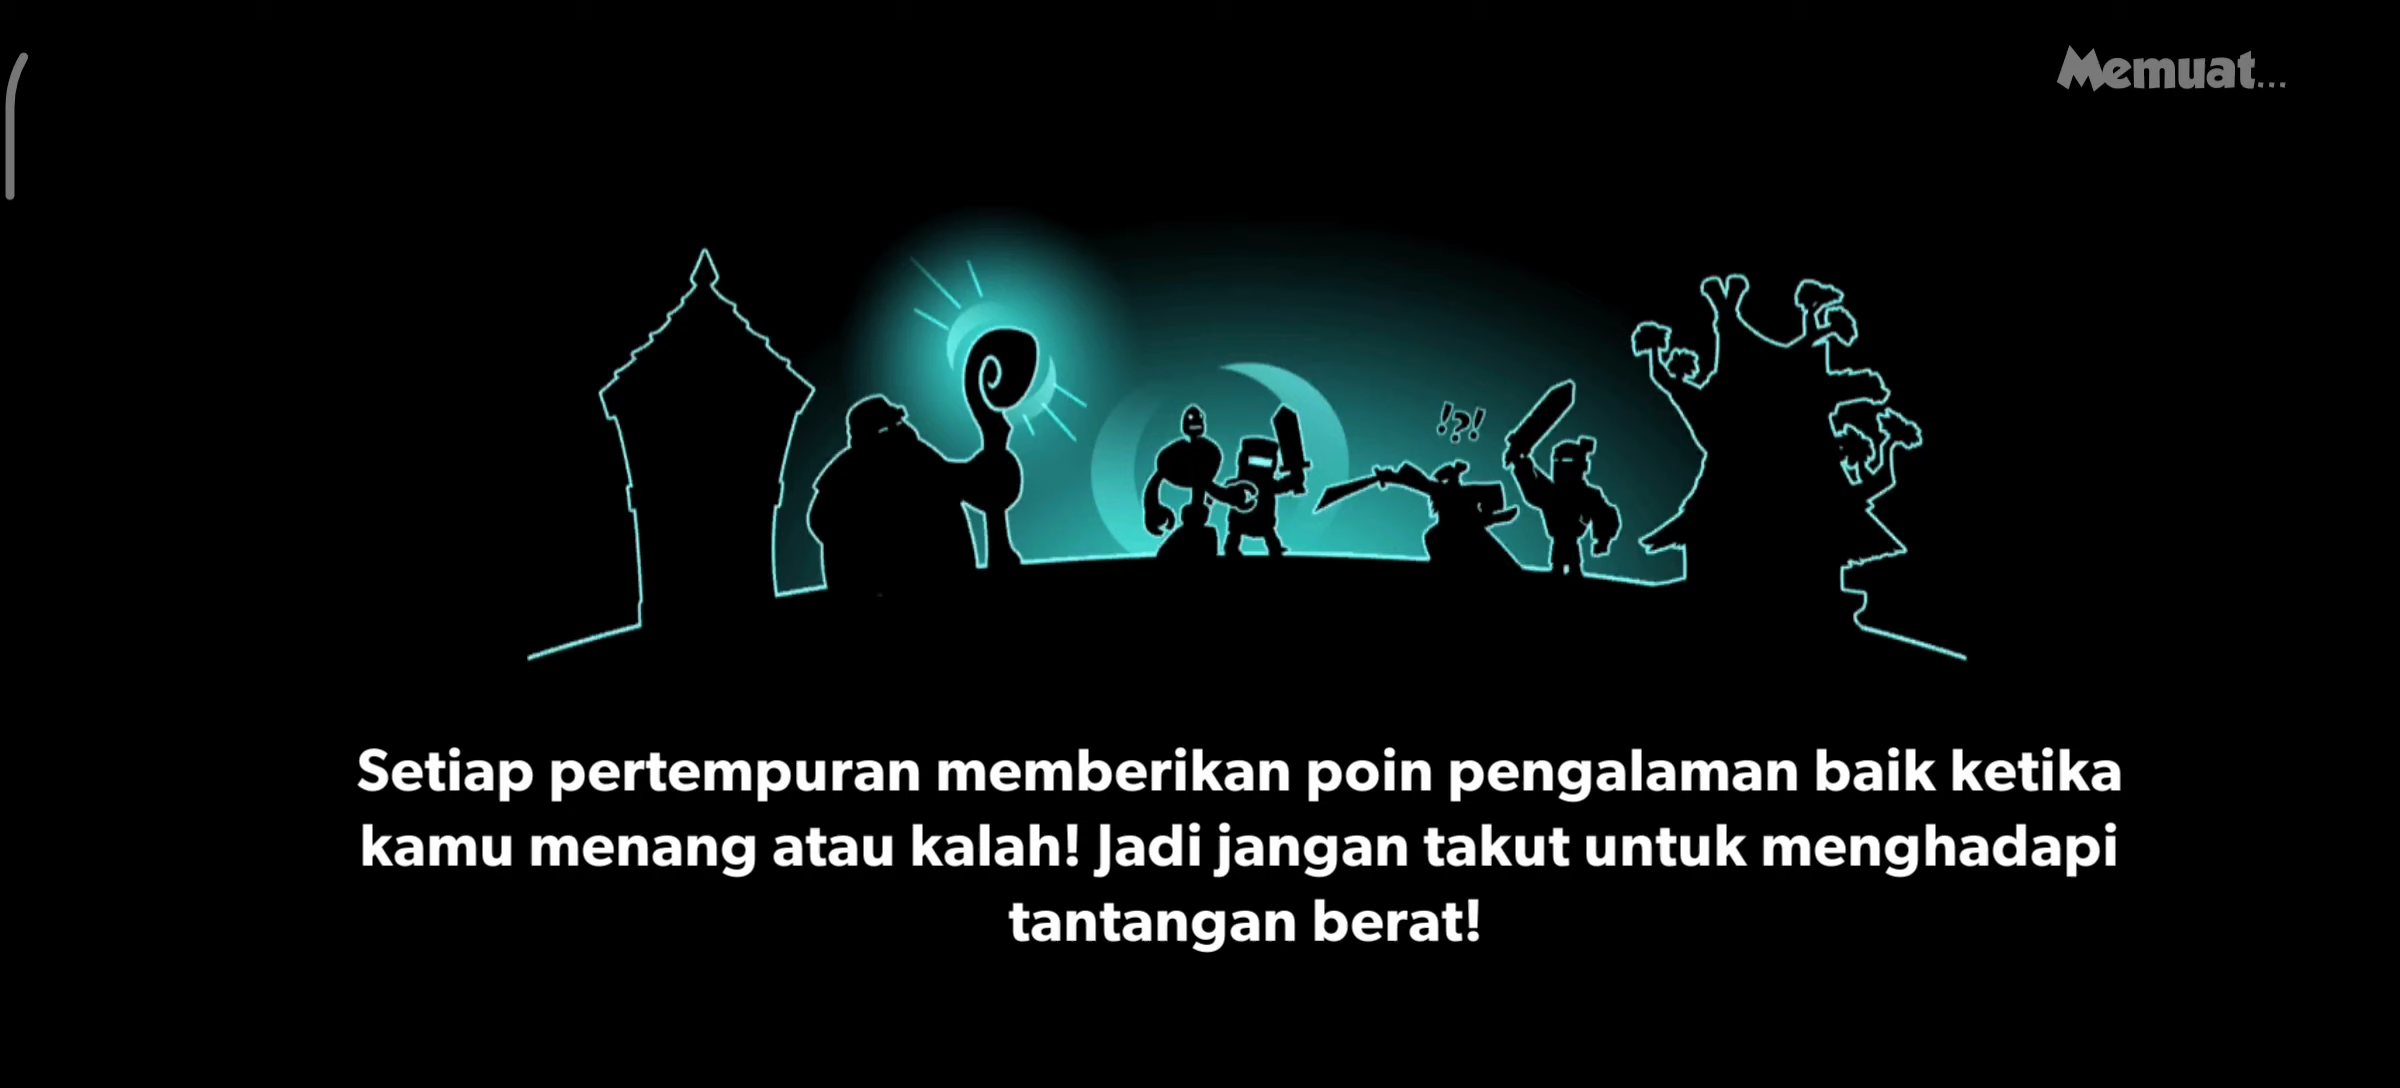 Memuat...
!?!
Setiap pertempuran memberikan poin pengalaman baik ketika
kamu menang atau kalah! Jadi jangan takut untuk menghadapi
tantangan berat!